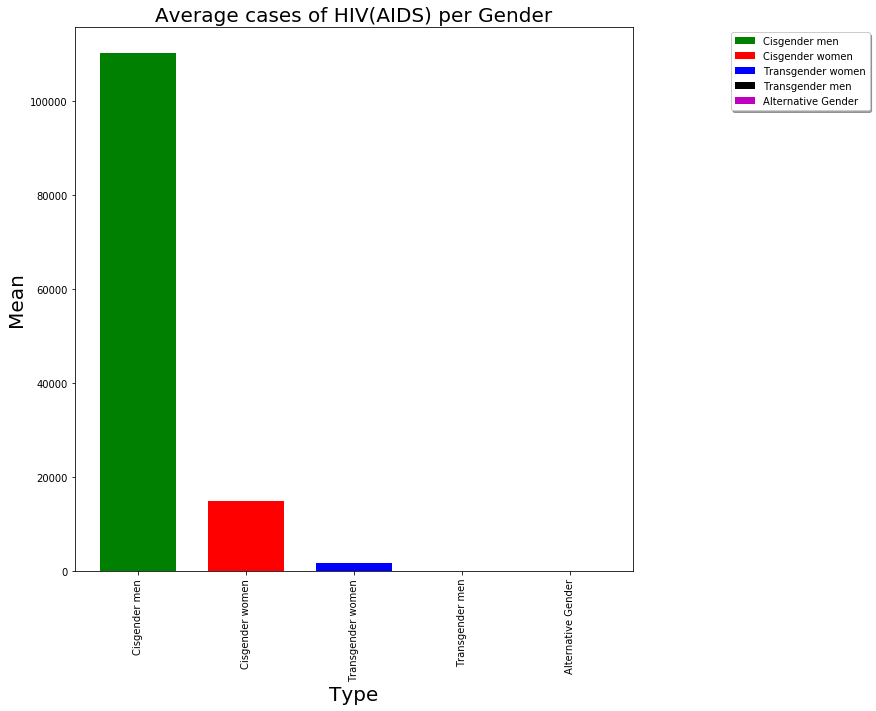 Average cases of HIV(AIDS) per Gender
Cisgender men
Cisgender women
Transgender women
Transgender men
Alternative Gender
Mean
100000
80000
60000
40000
20000
0
Cisgender men
Cisgender women
Transgender women
Transgender men
Alternative Gender
Type